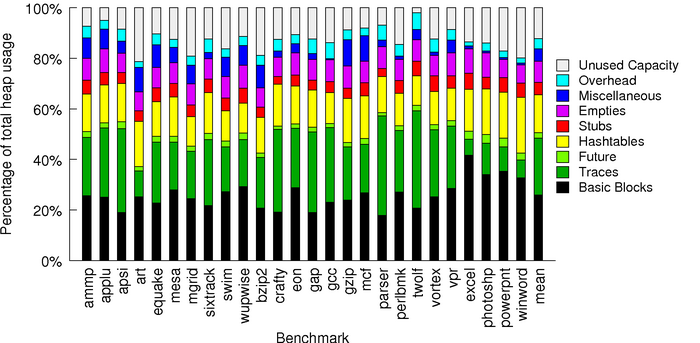 Percentage of total heap usage
100%
80%
60%
40%
20%
0%
ammp
applu
apsi
art
equake
mesa
mgrid
sixtrack
swim
wupwise
bzip2
crafty
eon
gap
gcc
gzip
mcf
parser
perlbmk
twolf
vortex
vpr
excel
photoshp
powerpnt
winword
mean
Benchmark
Unused Capacity
Overhead
Miscellaneous
Empties
Stubs
Hashtables
Future
Traces
Basic Blocks